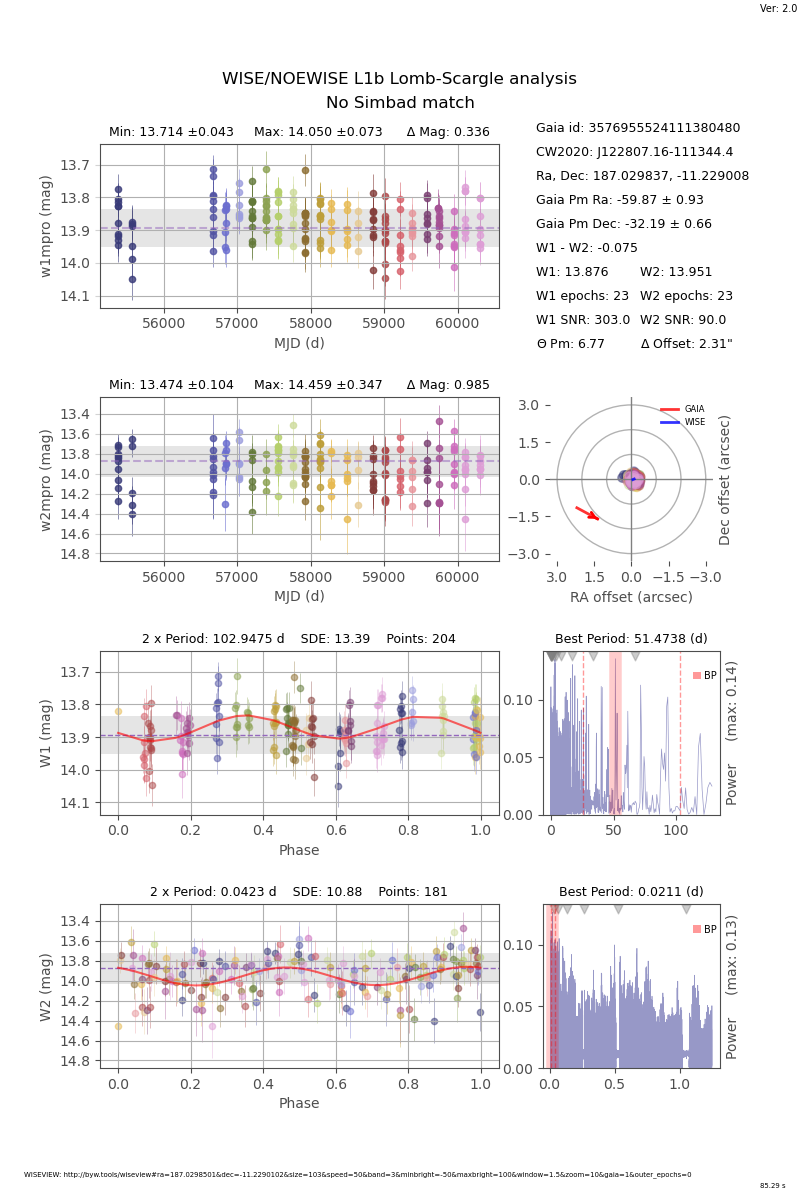 Ver: 2.0
WISE/NOEWISE L1b Lomb-Scargle analysis
No Simbad match
Min: 13.714 ±0.043 Max: 14.050 ±0.073 Δ Mag: 0.336
w1mpro (mag)
13.7
13.8
13.9
14.0
14.1
56000 57000 58000 59000 60000
MJD (d)
Gaia id: 3576955524111380480
CW2020: J122807.16-111344.4
Ra, Dec: 187.029837, -11.229008
Gaia Pm Ra: -59.87 ± 0.93
Gaia Pm Dec: -32.19 ± 0.66
W1 - W2: -0.075
W1: 13.876 W2: 13.951
W1 epochs: 23 W2 epochs: 23
W1 SNR: 303.0 W2 SNR: 90.0
Θ Pm: 6.77 Δ Offset: 2.31"
Min: 13.474 ±0.104 Max: 14.459 ±0.347 Δ Mag: 0.985
w2mpro (mag)
13.4
13.6
13.8
14.0
14.2
14.4
14.6
14.8
56000 57000 58000 59000 60000
MJD (d)
GAIA
WISE
3.0
1.5
0.0
−1.5
−3.0
3.0 1.5 0.0 −1.5 −3.0
RA offset (arcsec)
Dec offset (arcsec)
2 x Period: 102.9475 d SDE: 13.39 Points: 204
W1 (mag)
13.7
13.8
13.9
14.0
14.1
0.0 0.2 0.4 0.6 0.8 1.0
Phase
Best Period: 51.4738 (d)
BP
0.10
0.05
0.00
0 50 100
Power (max: 0.14)
2 x Period: 0.0423 d SDE: 10.88 Points: 181
W2 (mag)
13.4
13.6
13.8
14.0
14.2
14.4
14.6
14.8
0.0 0.2 0.4 0.6 0.8 1.0
Phase
Best Period: 0.0211 (d)
BP
0.10
0.05
0.00
0.0 0.5 1.0
Power (max: 0.13)
WISEVIEW: http://byw.tools/wiseview#ra=187.0298501&dec=-11.2290102&size=103&speed=50&band=3&minbright=-50&maxbright=100&window=1.5&zoom=10&gaia=1&outer_epochs=0
85.29 s